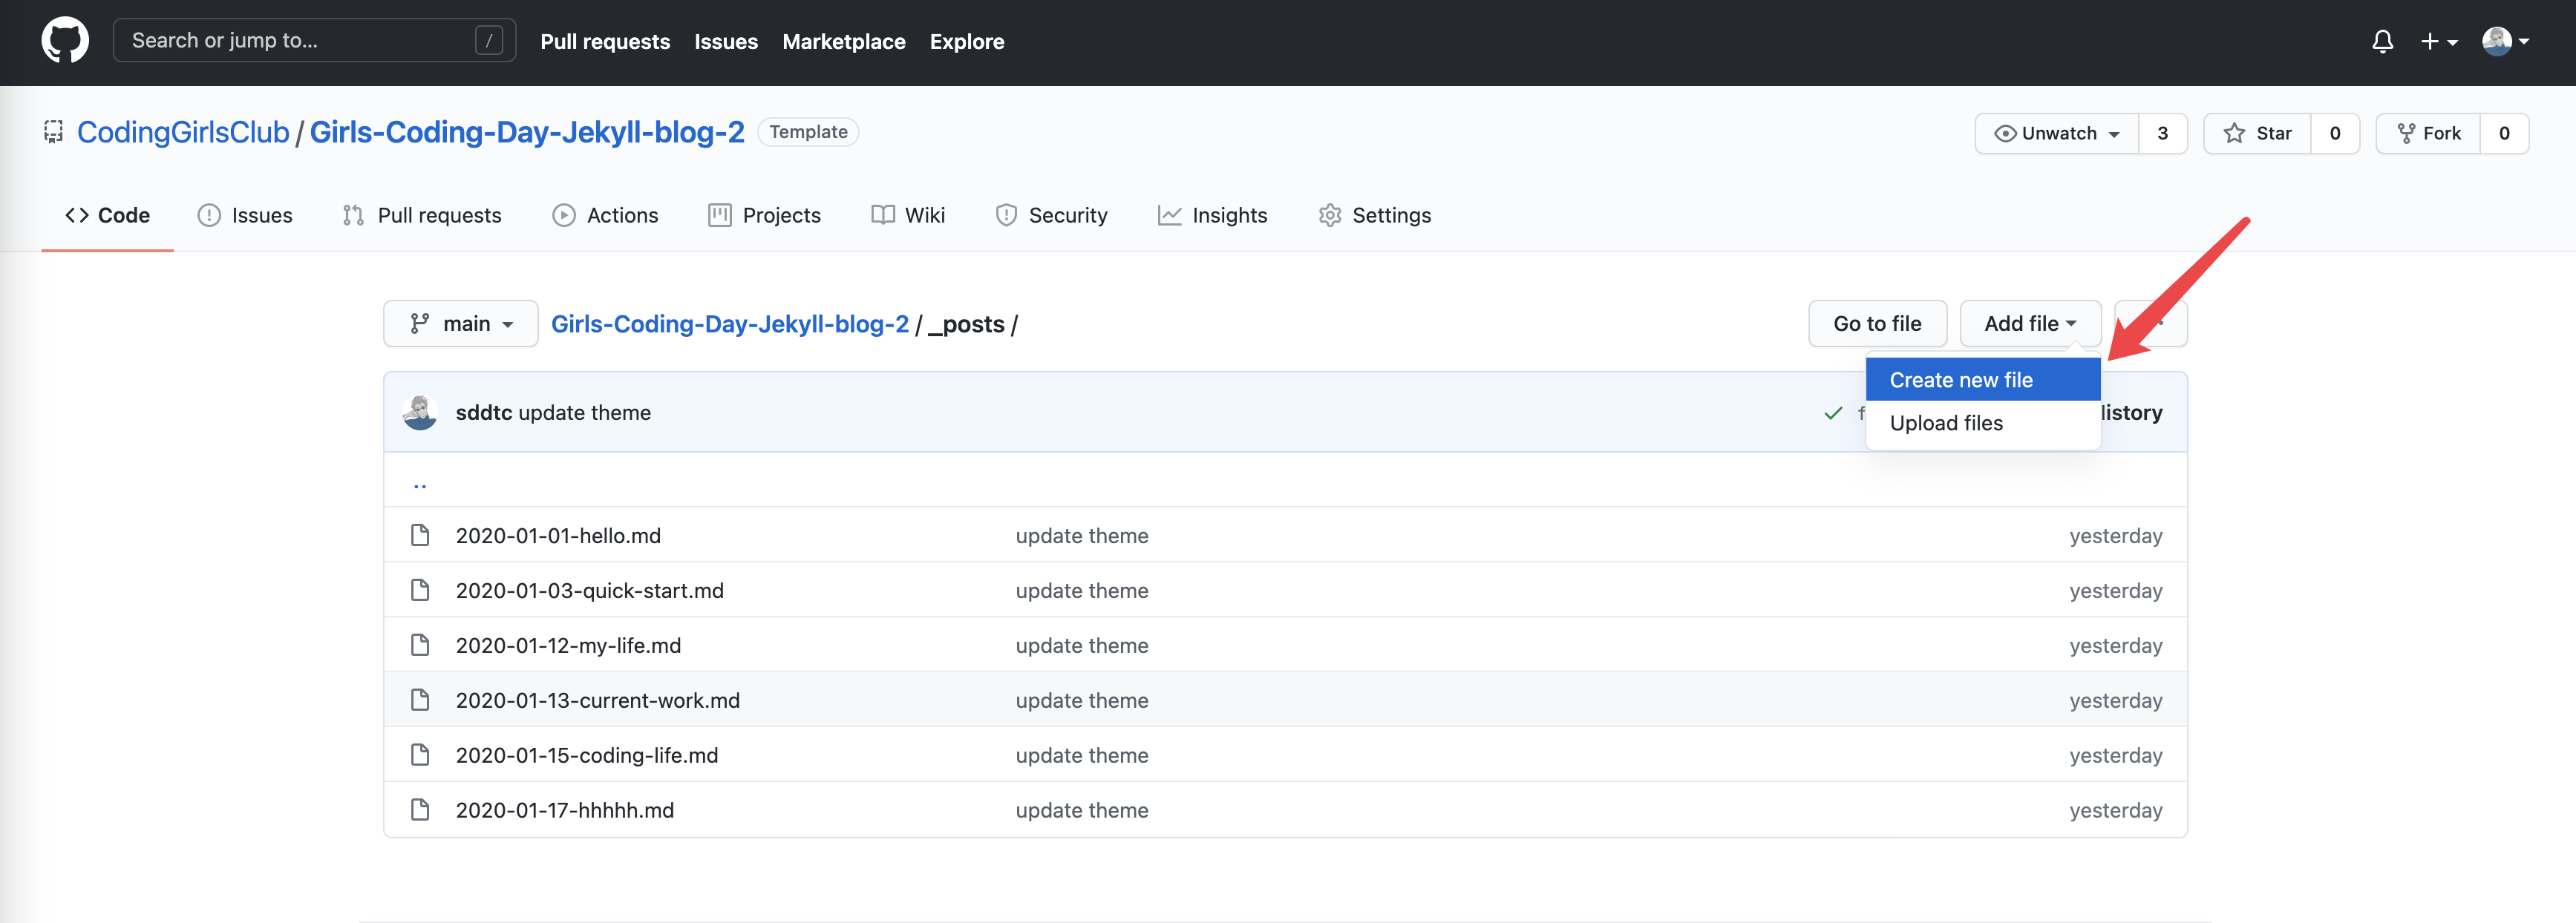 Search or jump to... /
Pull requests Issues Marketplace Explore
CodingGirlsClub / Girls-Coding-Day-Jekyll-blog-2 Template
Unwatch 3 Star 0 Fork 0
Code Issues Pull requests Actions Projects Wiki Security Insights Settings
main Girls-Coding-Day-Jekyll-blog-2 / _posts /
Go to file Add file
Create new file
Upload files
sddtc update theme
listory
..
2020-01-01-hello.md update theme yesterday
2020-01-03-quick-start.md update theme yesterday
2020-01-12-my-life.md update theme yesterday
2020-01-13-current-work.md update theme yesterday
2020-01-15-coding-life.md update theme yesterday
2020-01-17-hhhhh.md update theme yesterday